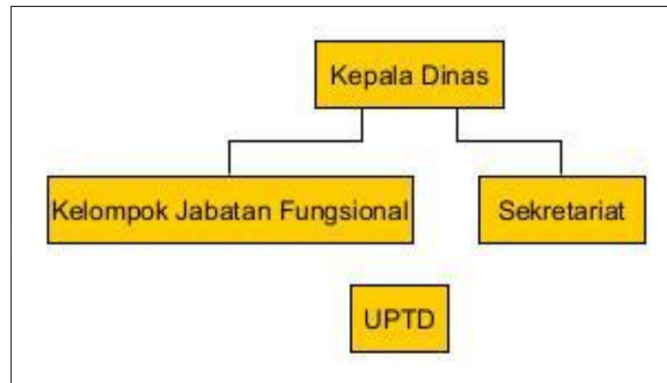 Kepala Dinas
Kelompok Jabatan Fungsional
Sekretariat
UPTD